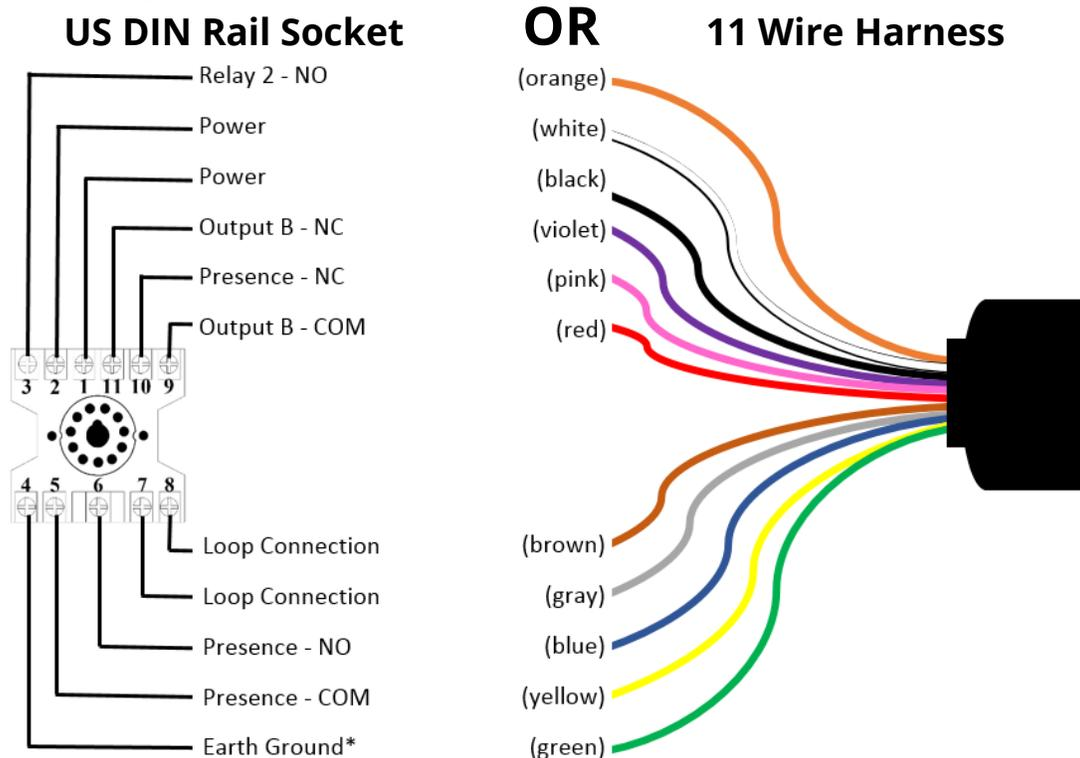 US DIN Rail Socket
OR
11 Wire Harness
Relay 2 - NO
Power
Power
Output B - NC
Presence - NC
Output B - COM
3 2 1 11 10 9
4 5 6 7 8
Loop Connection
Loop Connection
Presence - NO
Presence - COM
Earth Ground*
(orange)
(white)
(black)
(violet)
(pink)
(red)
(brown)
(gray)
(blue)
(yellow)
(green)